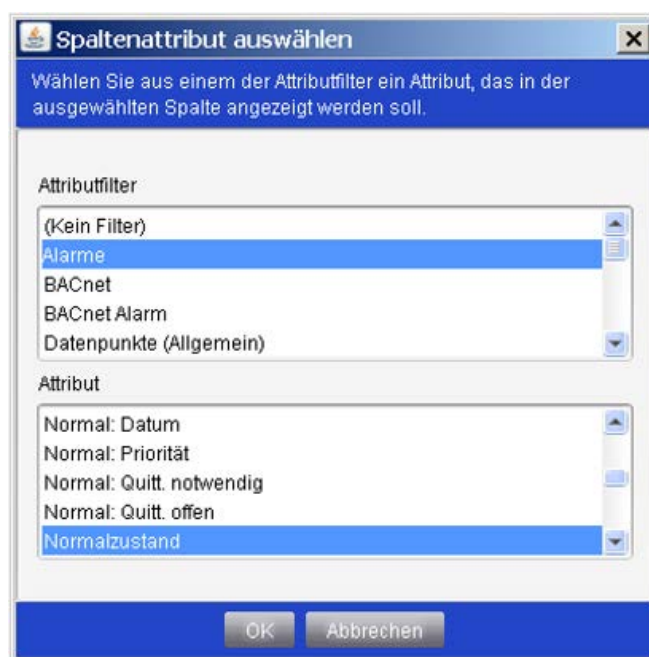 Spaltenattribut auswählen
Wählen Sie aus einem der Attributfilter ein Attribut, das in der
ausgewählten Spalte angezeigt werden soll.
Attributfilter
(Kein Filter)
Alarme
BACnet
BACnet Alarm
Datenpunkte (Allgemein)
Attribut
Normal: Datum
Normal: Priorität
Normal: Quitt. notwendig
Normal: Quitt. offen
Normalzustand
OK Abbrechen